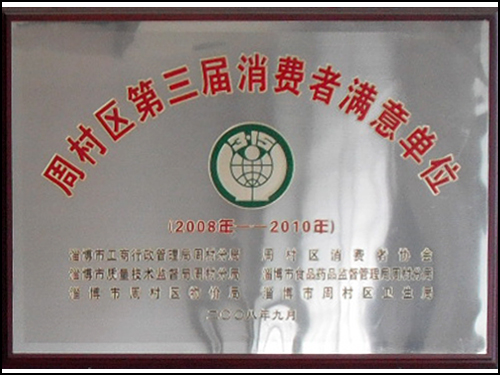 周村区第三届消费者满意单位
3·15
(2008年——2010年)
淄博市工商行政管理局周村分局 周村区消费者协会
淄博市质量技术监督局周村分局 淄博市食品药品监督管理局周村分局
淄博市周村区物价局 淄博市周村区卫生局
二〇〇八年九月